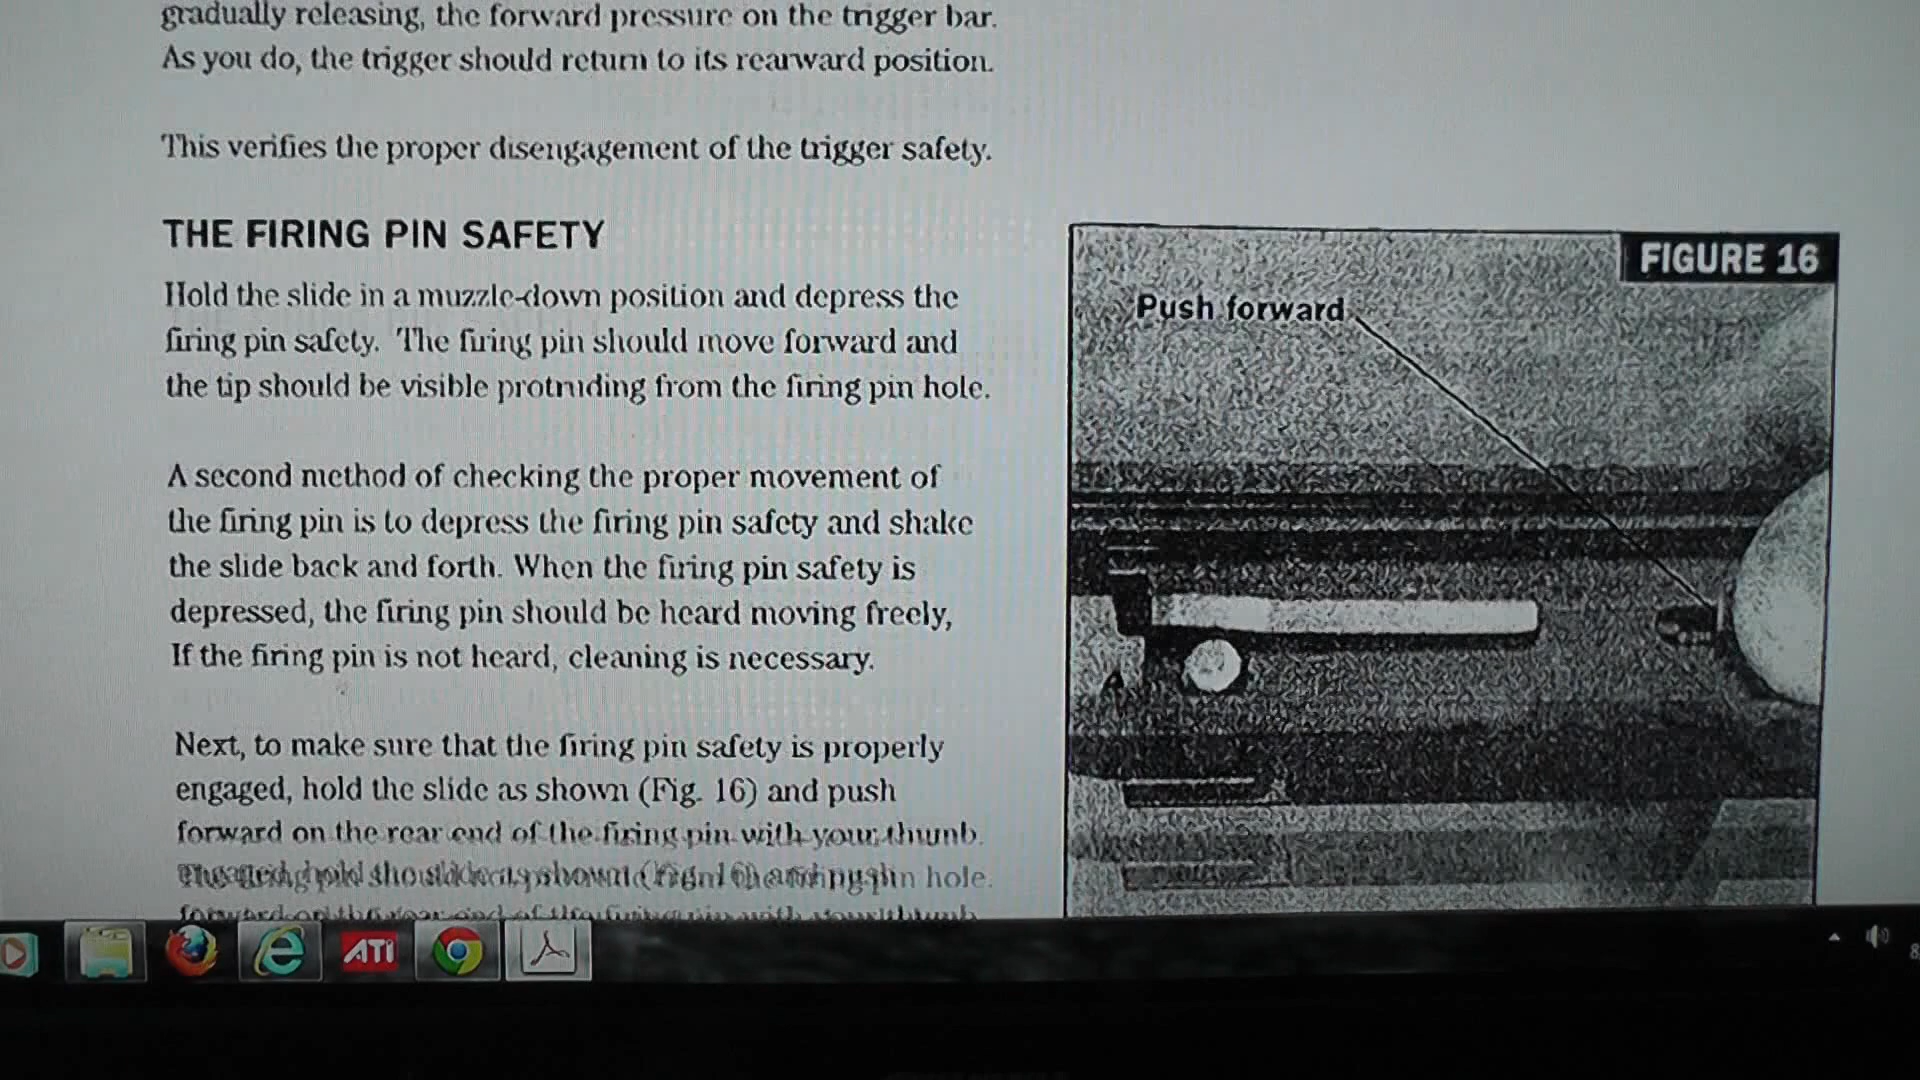 gradually releasing, the forward pressure on the trigger bar.
As you do, the trigger should return to its rearward position.
This verifies the proper disengagement of the trigger safety.
THE FIRING PIN SAFETY
Hold the slide in a muzzle-down position and depress the
firing pin safety. The firing pin should move forward and
the tip should be visible protruding from the firing pin hole.
A second method of checking the proper movement of
the firing pin is to depress the firing pin safety and shake
the slide back and forth. When the firing pin safety is
depressed, the firing pin should be heard moving freely,
If the firing pin is not heard, cleaning is necessary.
Next, to make sure that the firing pin safety is properly
engaged, hold the slide as shown (Fig. 16) and push
forward on the rear end of the firing pin with your thumb.
hole.
FIGURE 16
Push forward
A
ATI
8